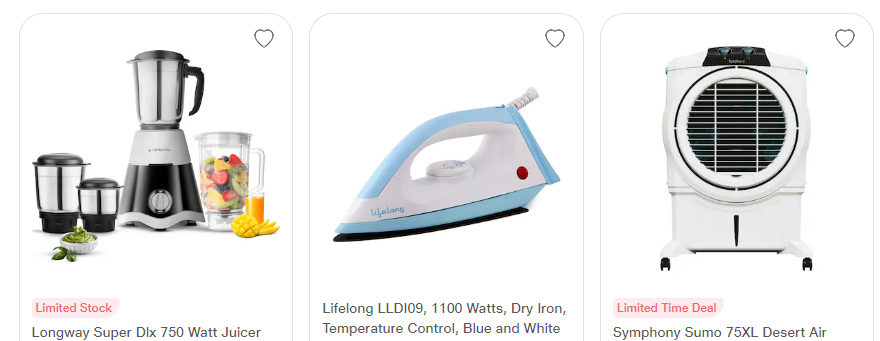 Lifelong
Symphony
Limited Stock
Longway Super Dlx 750 Watt Juicer
Lifelong LLDI09, 1100 Watts, Dry Iron,
Temperature Control, Blue and White
Limited Time Deal
Symphony Sumo 75XL Desert Air